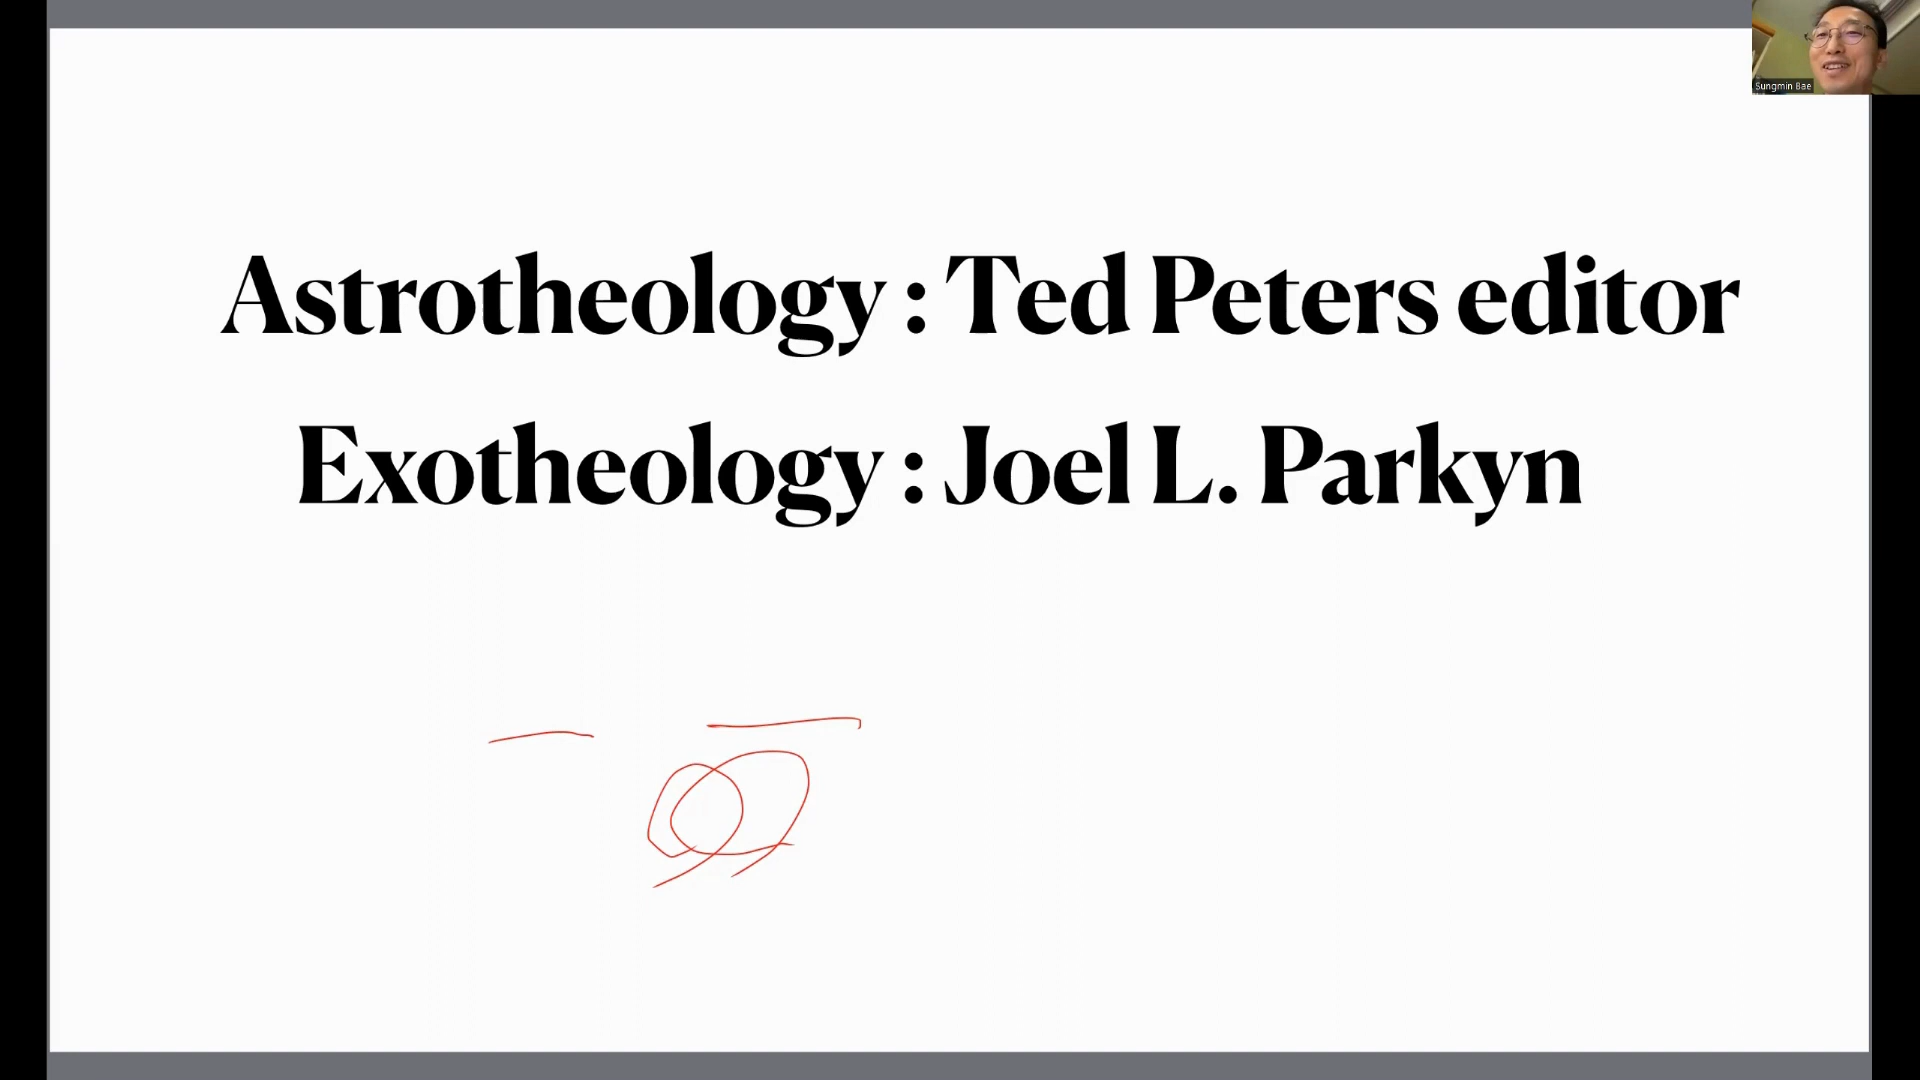 Sungmin Bae
Astrotheology : Ted Peters editor
Exotheology : Joel L. Parkyn